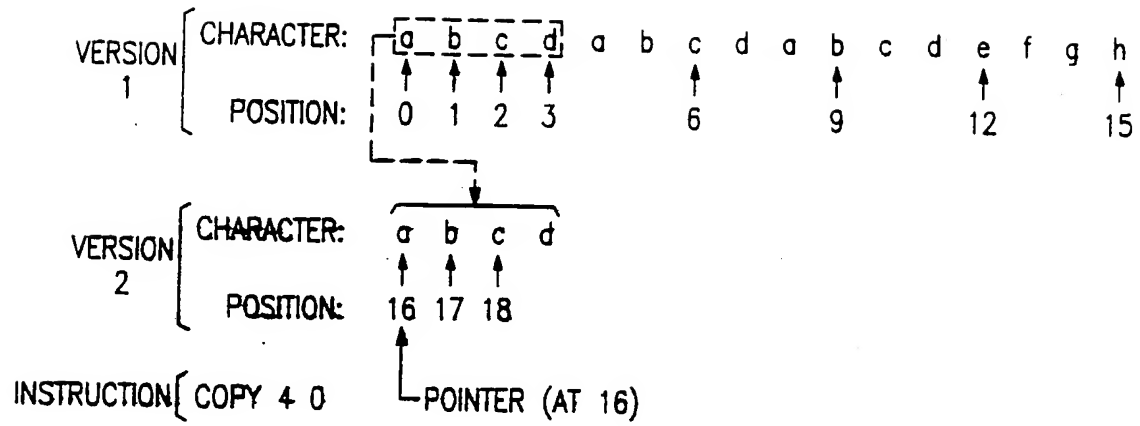 VERSION 1
CHARACTER: a b c d a b c d a b c d e f g h
POSITION: 0 1 2 3 6 9 12 15
VERSION 2
CHARACTER: a b c d
POSITION: 16 17 18
INSTRUCTION COPY 4 0 POINTER (AT 16)